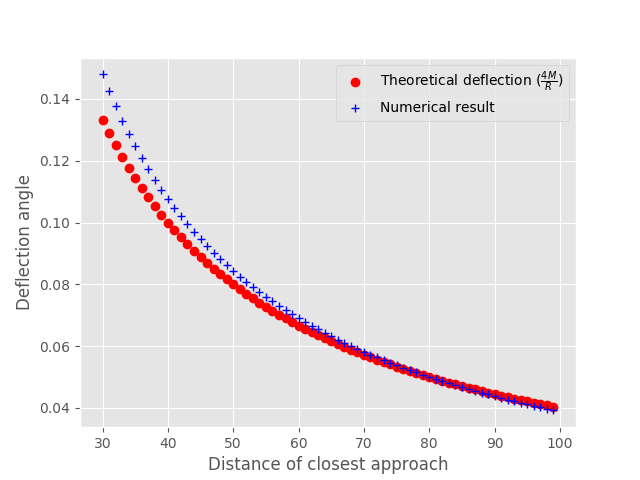 Theoretical deflection (4M/R)
Numerical result
0.14
0.12
0.10
0.08
0.06
0.04
Deflection angle
30 40 50 60 70 80 90 100
Distance of closest approach